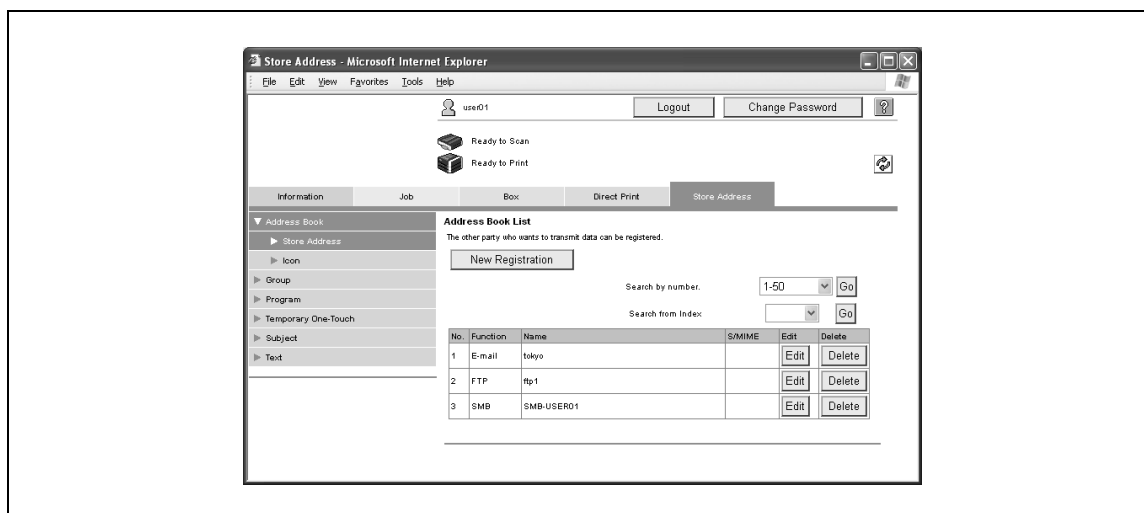 Store Address - Microsoft Internet Explorer
File Edit View Favorites Tools Help
user01 Logout Change Password ?
Ready to Scan
Ready to Print
Information Job Box Direct Print Store Address
Address Book
Store Address
Icon
Group
Program
Temporary One-Touch
Subject
Text
Address Book List
The other party who wants to transmit data can be registered.
New Registration
Search by number. 1-50 Go
Search from Index Go
No. Function Name S/MIME Edit Delete
1 E-mail tokyo Edit Delete
2 FTP ftp1 Edit Delete
3 SMB SMB-USER01 Edit Delete